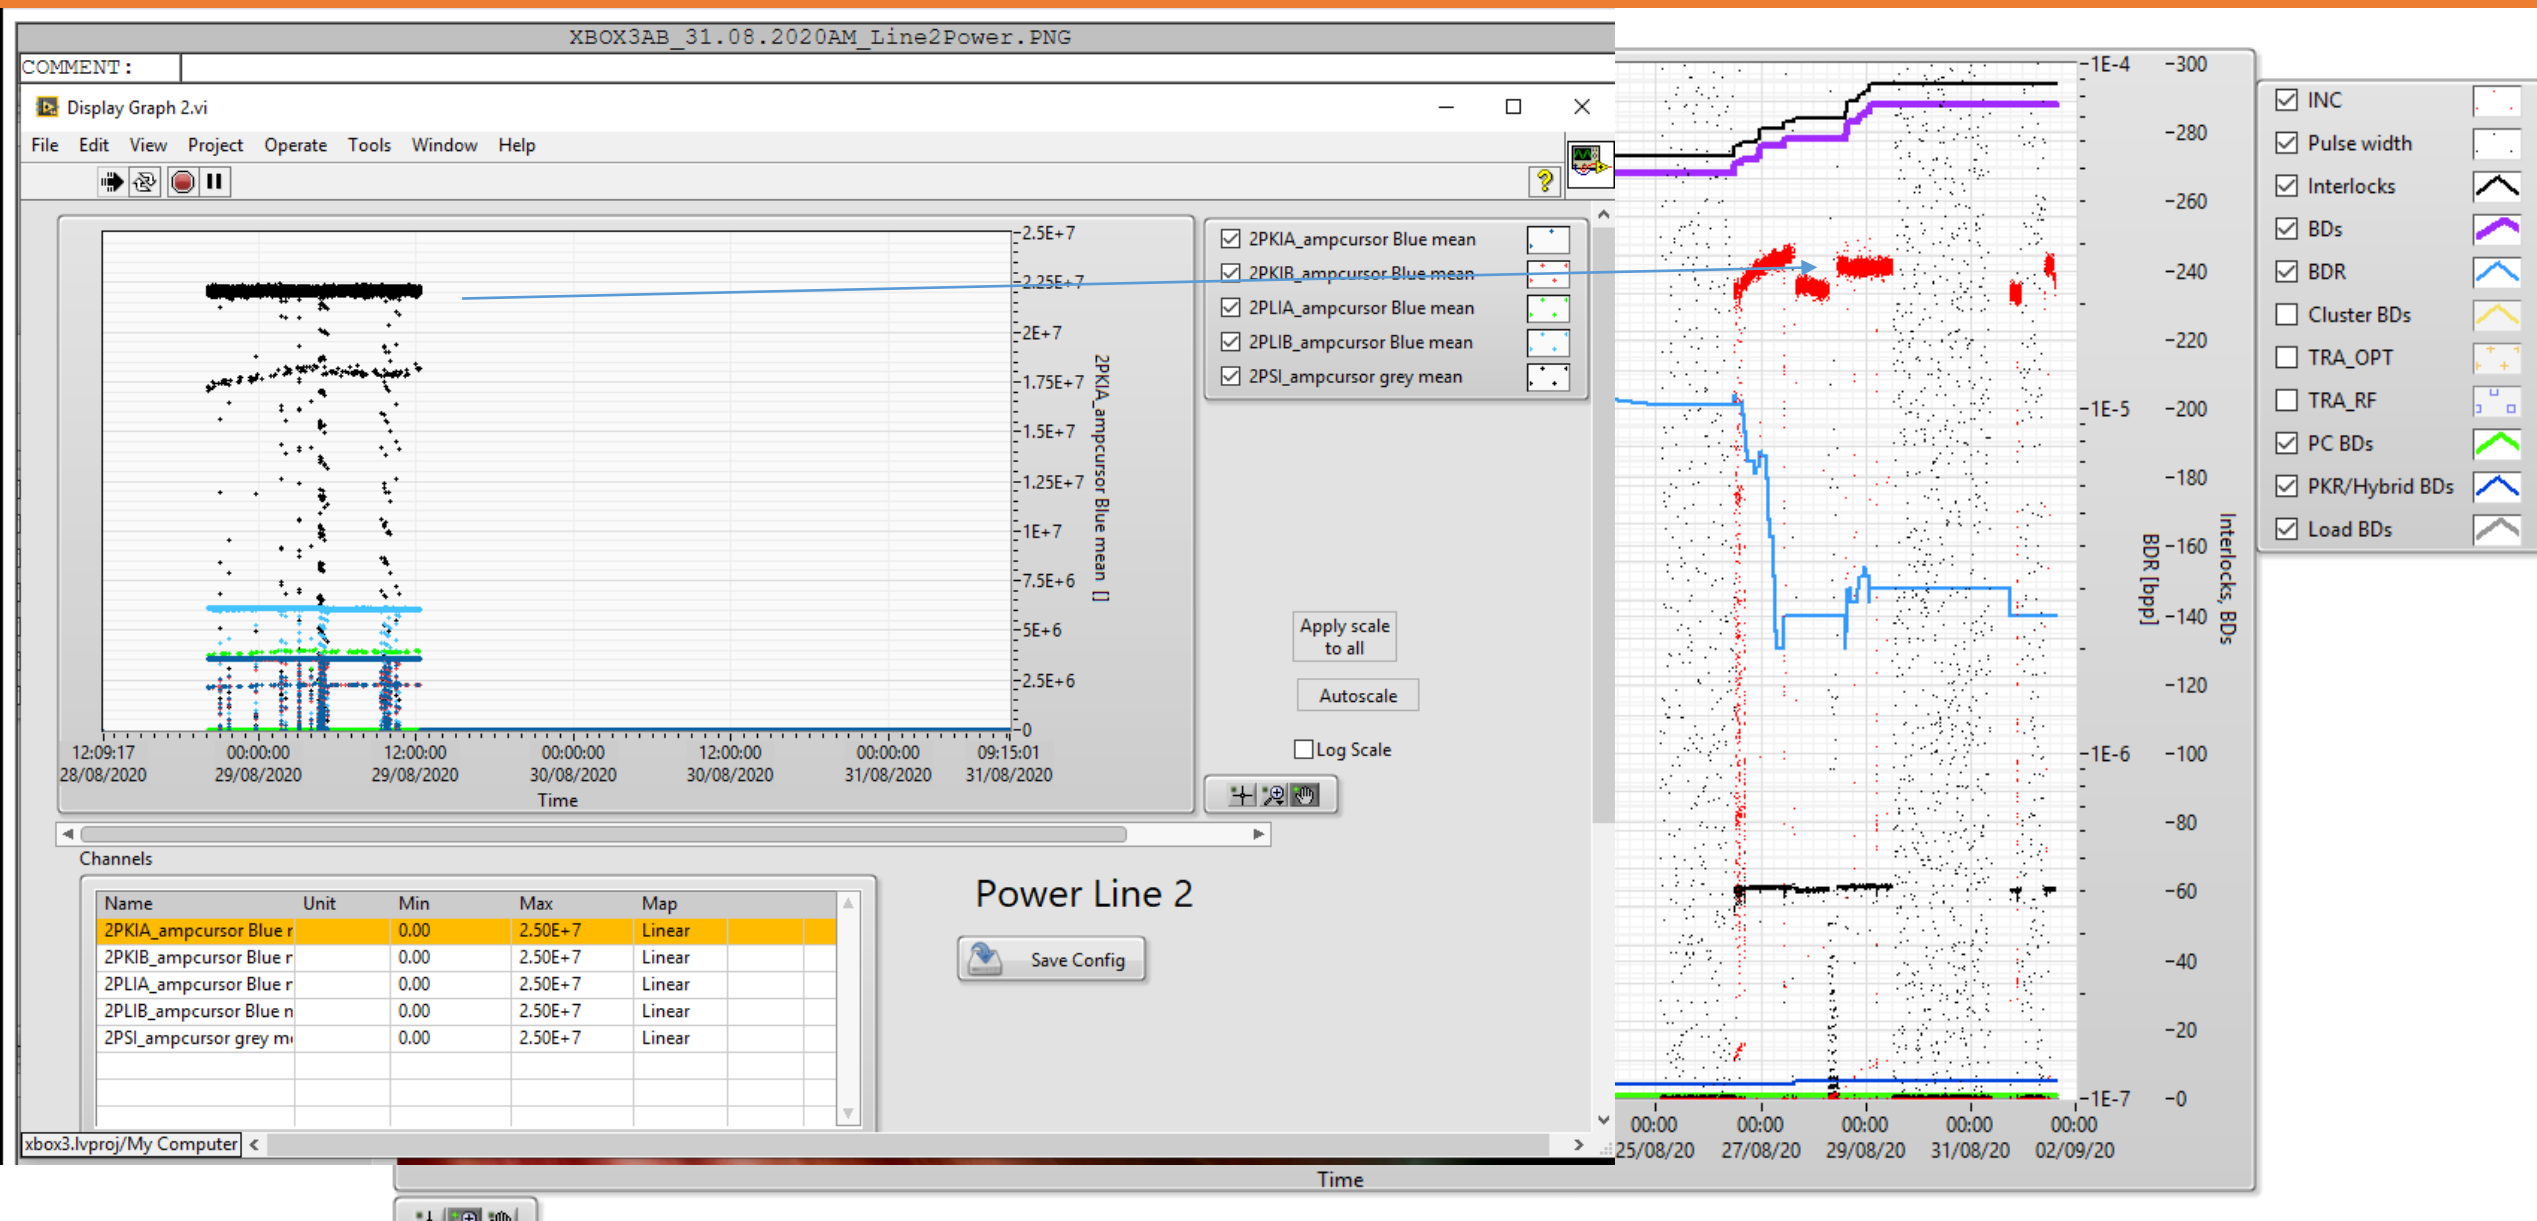 XBOX3AB_31.08.2020AM_Line2Power.PNG
COMMENT:
Display Graph 2.vi
File Edit View Project Operate Tools Window Help
2.5E+7
2.25E+7
2E+7
1.75E+7
1.5E+7
1.25E+7
1E+7
7.5E+6
5E+6
2.5E+6
0
2PKIA_ampcursor Blue mean []
12:09:17 00:00:00 12:00:00 00:00:00 12:00:00 00:00:00 09:15:01
28/08/2020 29/08/2020 29/08/2020 30/08/2020 30/08/2020 31/08/2020 31/08/2020
Time
2PKIA_ampcursor Blue mean
2PKIB_ampcursor Blue mean
2PLIA_ampcursor Blue mean
2PLIB_ampcursor Blue mean
2PSI_ampcursor grey mean
Apply scale
to all
Autoscale
Log Scale
Channels
Name Unit Min Max Map
2PKIA_ampcursor Blue r 0.00 2.50E+7 Linear
2PKIB_ampcursor Blue r 0.00 2.50E+7 Linear
2PLIA_ampcursor Blue r 0.00 2.50E+7 Linear
2PLIB_ampcursor Blue n 0.00 2.50E+7 Linear
2PSI_ampcursor grey m 0.00 2.50E+7 Linear
Power Line 2
Save Config
xbox3.lvproj/My Computer
1E-4
1E-5
1E-6
1E-7
BDR [bpp]
300
280
260
240
220
200
180
160
140
120
100
80
60
40
20
0
Interlocks, BDs
00:00 00:00 00:00 00:00 00:00
25/08/20 27/08/20 29/08/20 31/08/20 02/09/20
Time
INC
Pulse width
Interlocks
BDs
BDR
Cluster BDs
TRA_OPT
TRA_RF
PC BDs
PKR/Hybrid BDs
Load BDs